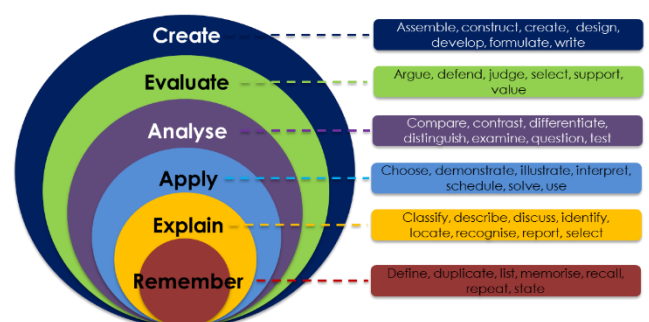 Create
Assemble, construct, create, design,
develop, formulate, write
Evaluate
Argue, defend, judge, select, support,
value
Analyse
Compare, contrast, differentiate,
distinguish, examine, question, test
Apply
Choose, demonstrate, illustrate, interpret,
schedule, solve, use
Explain
Classify, describe, discuss, identify,
locate, recognise, report, select
Remember
Define, duplicate, list, memorise, recall,
repeat, state